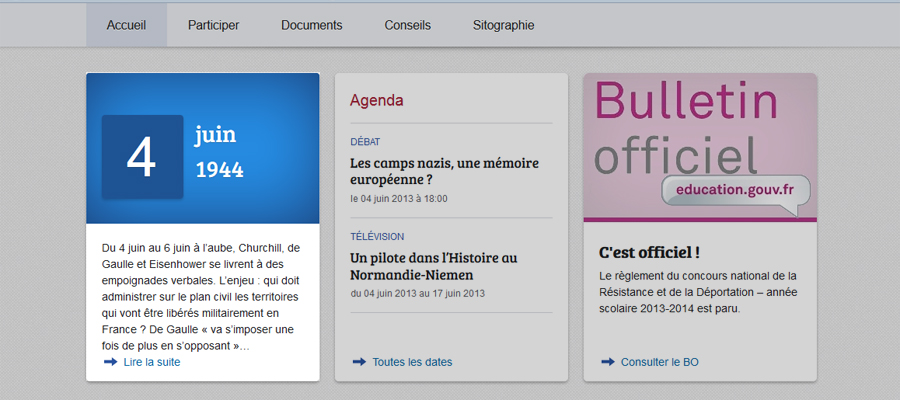 Accueil Participer Documents Conseils Sitographie
4
juin
1944
Du 4 juin au 6 juin à l'aube, Churchill, de
Gaulle et Eisenhower se livrent à des
empoignades verbales. L'enjeu : qui doit
administrer sur le plan civil les territoires
qui vont être libérés militairement en
France ? De Gaulle « va s'imposer une
fois de plus en s'opposant »...
Lire la suite
Agenda
DÉBAT
Les camps nazis, une mémoire
européenne ?
le 04 juin 2013 à 18:00
TÉLÉVISION
Un pilote dans l'Histoire au
Normandie-Niemen
du 04 juin 2013 au 17 juin 2013
Toutes les dates
Bulletin
officiel
education.gouv.fr
C'est officiel !
Le règlement du concours national de la
Résistance et de la Déportation – année
scolaire 2013-2014 est paru.
Consulter le BO